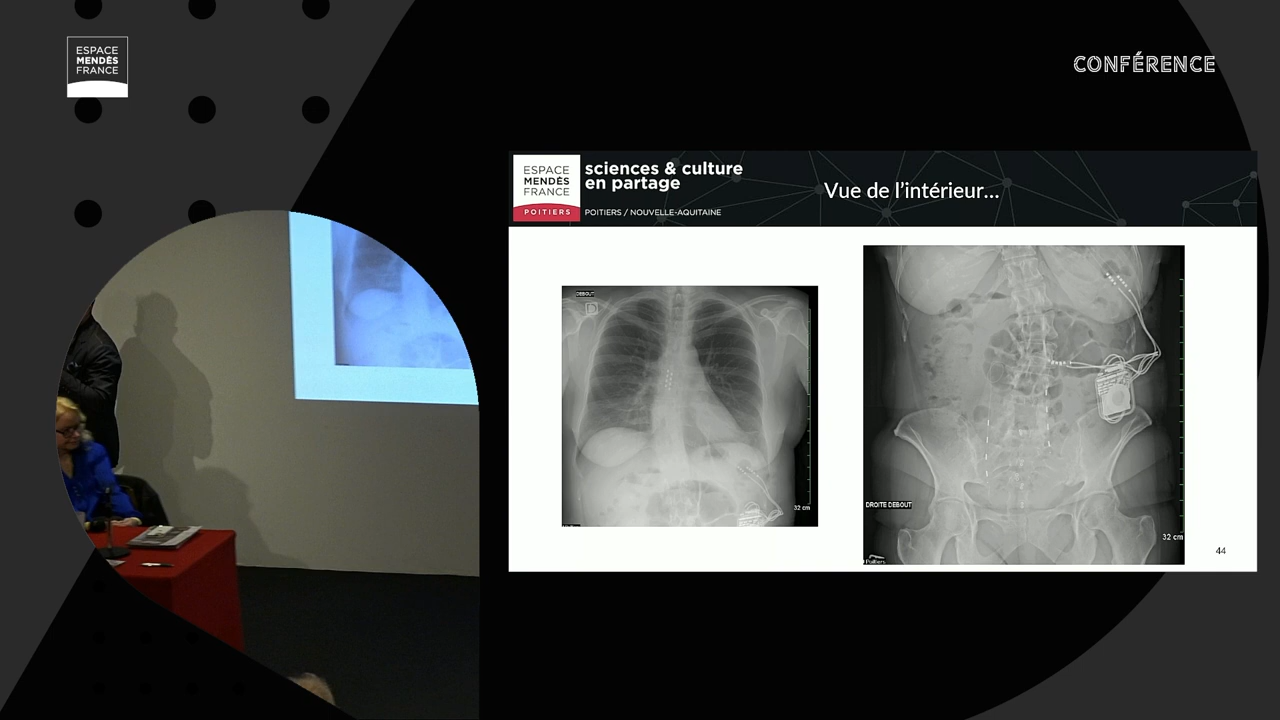 ESPACE
MENDÈS
FRANCE
CONFÉRENCE
ESPACE
MENDÈS
FRANCE
POITIERS
sciences & culture
en partage
POITIERS / NOUVELLE-AQUITAINE
Vue de l'intérieur...
DEBOUT
D
32 cm
DROITE DEBOUT
32 cm
Poitiers
44